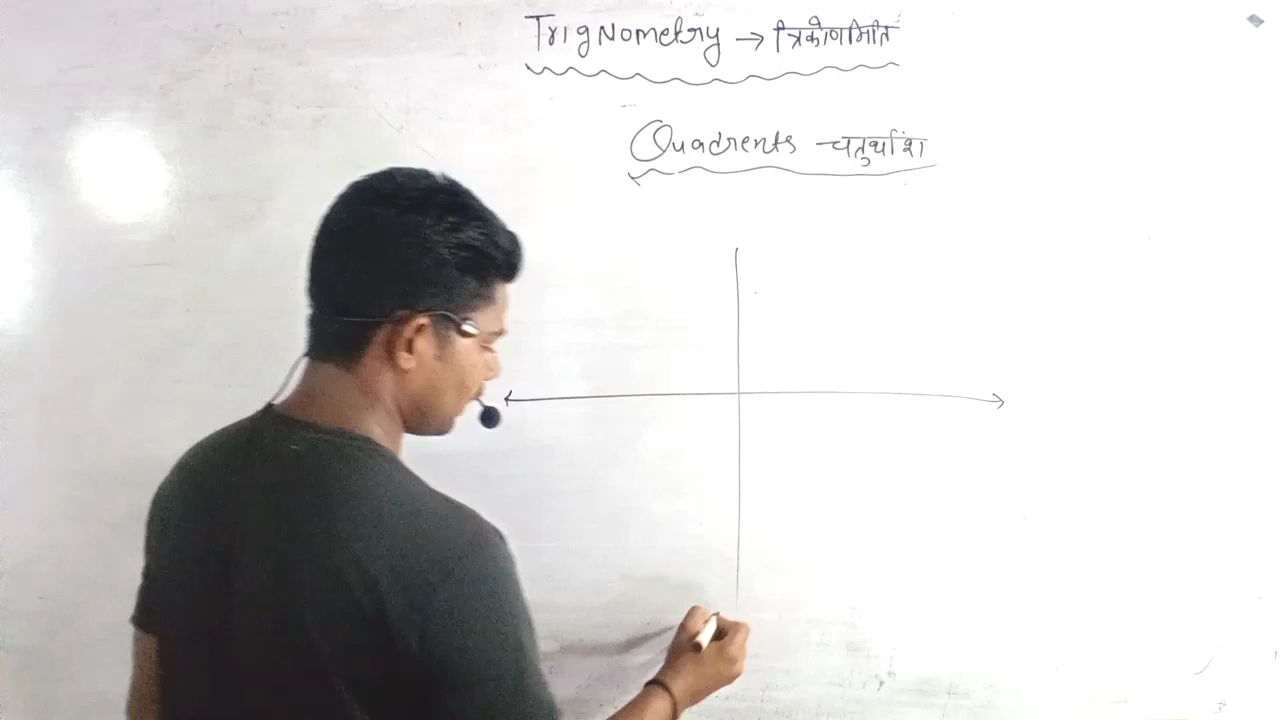 Trignometry → त्रिकोणमिति
Quadrents - चतुर्थांश